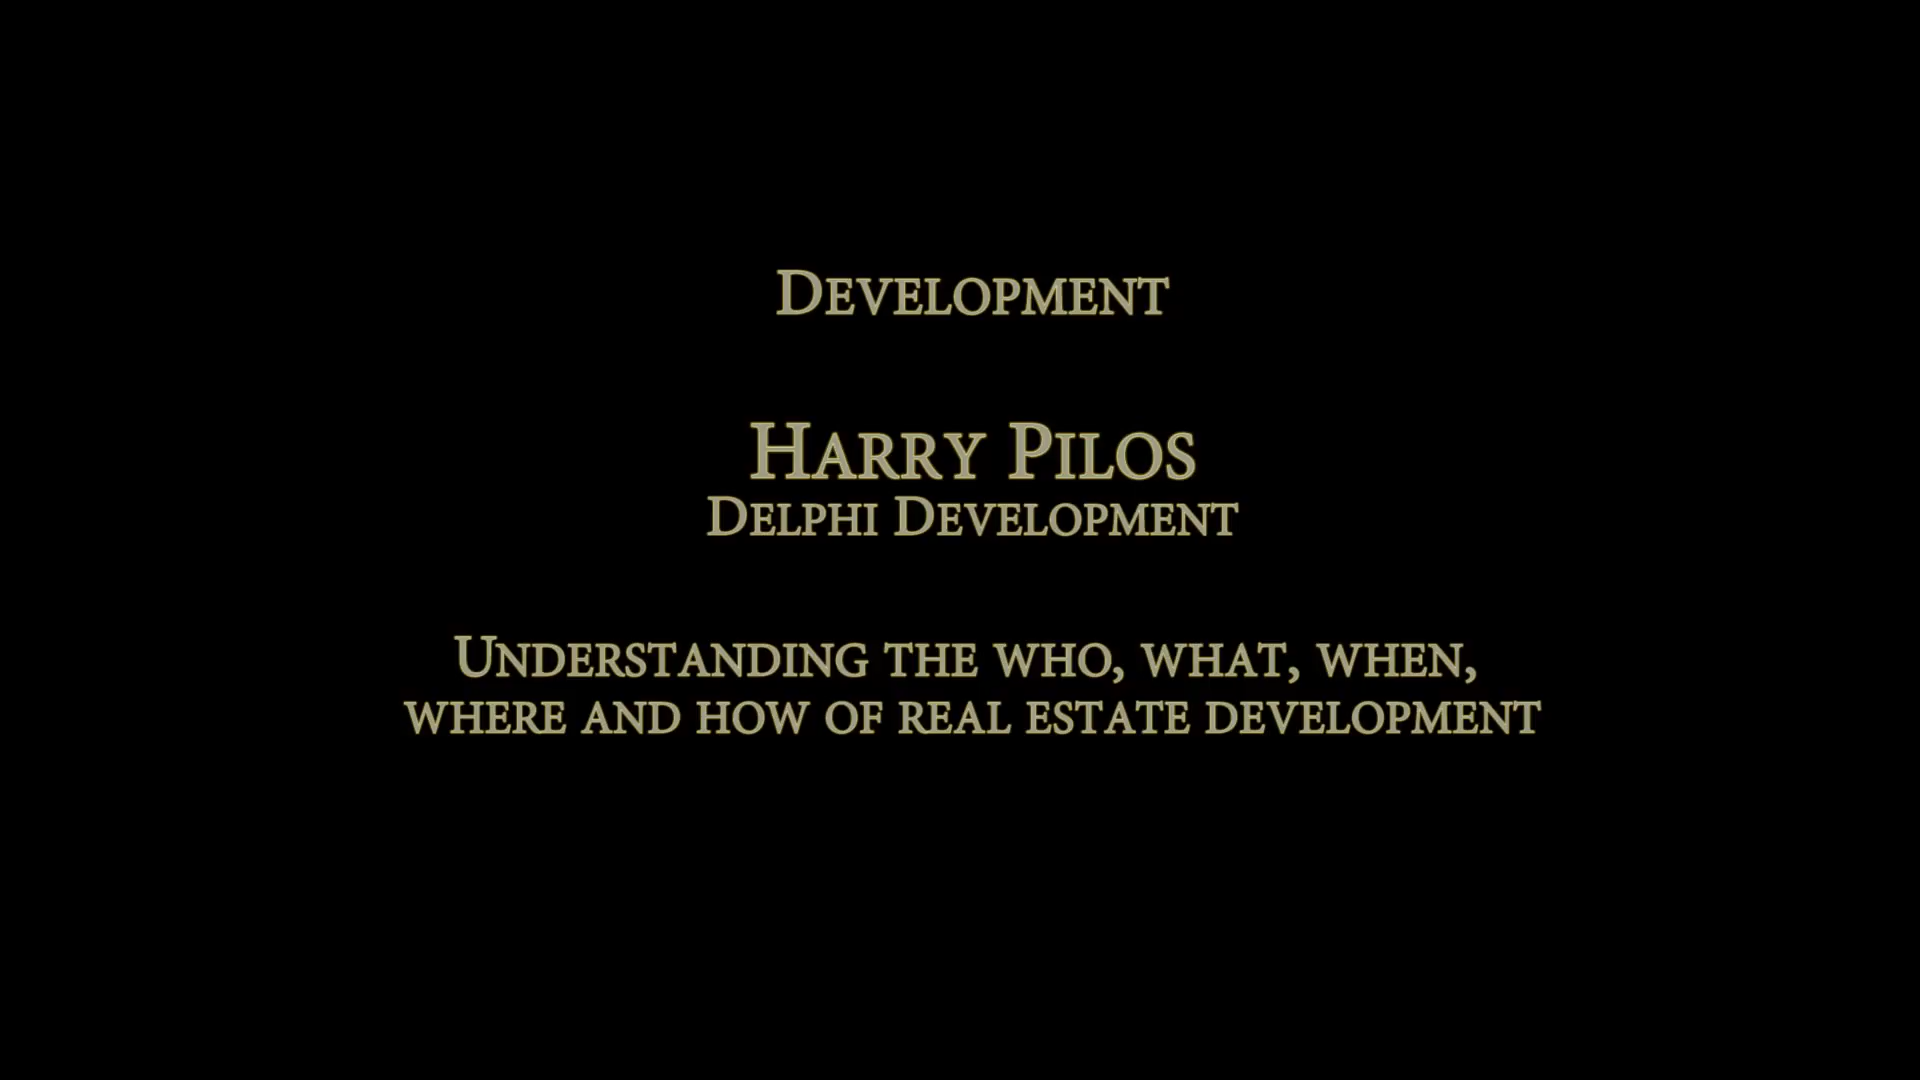 Development
Harry Pilos
Delphi Development
Understanding the who, what, when,
where and how of real estate development